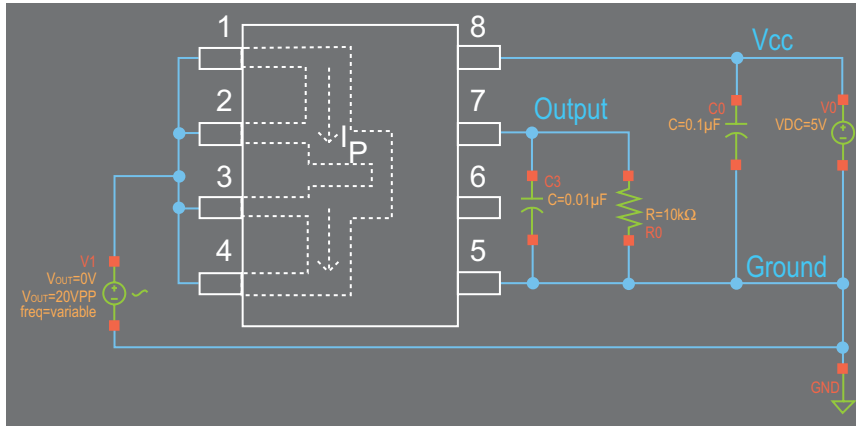 1
8
Vcc
C0
C=0.1µF
V0
VDC=5V
2
7
Output
IP
3
6
C3
C=0.01µF
R=10kΩ
R0
4
5
Ground
V1
VOUT=0V
VOUT=20VPP
freq=variable
GND